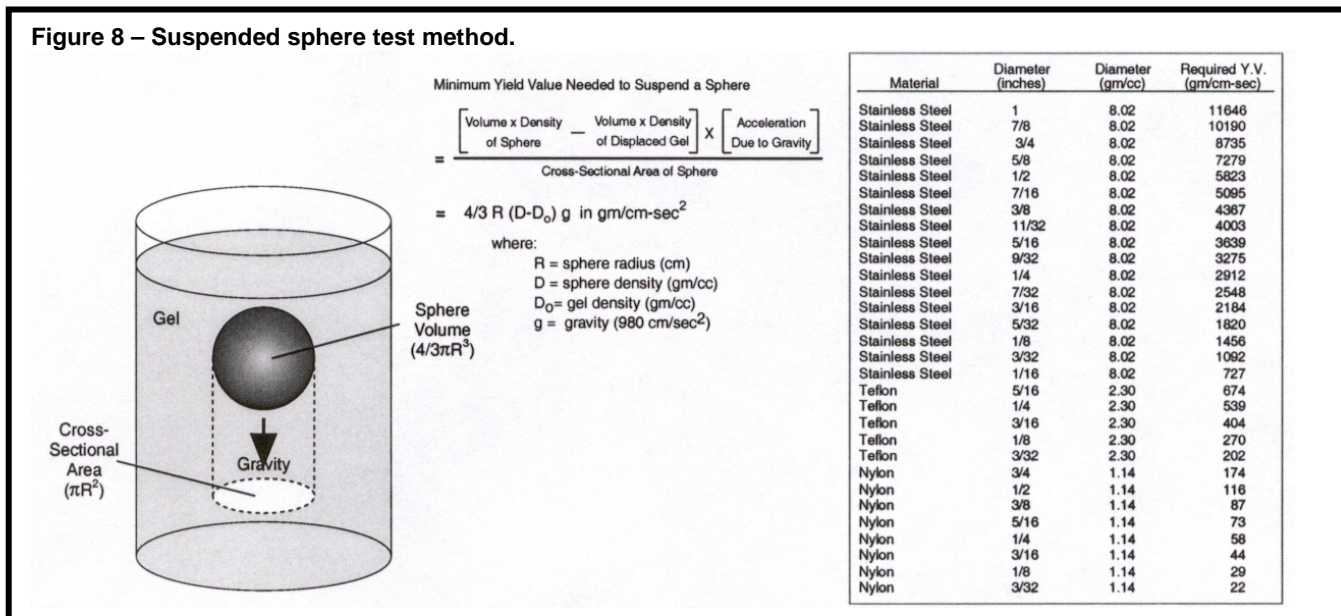 Figure 8 – Suspended sphere test method.
Minimum Yield Value Needed to Suspend a Sphere
= [Volume x Density of Sphere — Volume x Density of Displaced Gel] X [Acceleration Due to Gravity]
Cross-Sectional Area of Sphere
= 4/3 R (D-D₀) g in gm/cm-sec²
where:
R = sphere radius (cm)
D = sphere density (gm/cc)
D₀= gel density (gm/cc)
g = gravity (980 cm/sec²)
Gel
Sphere
Volume
(4/3πR³)
Gravity
Cross-
Sectional
Area
(πR²)
Material Diameter (inches) Diameter (gm/cc) Required Y.V. (gm/cm-sec)
Stainless Steel 1 8.02 11646
Stainless Steel 7/8 8.02 10190
Stainless Steel 3/4 8.02 8735
Stainless Steel 5/8 8.02 7279
Stainless Steel 1/2 8.02 5823
Stainless Steel 7/16 8.02 5095
Stainless Steel 3/8 8.02 4367
Stainless Steel 11/32 8.02 4003
Stainless Steel 5/16 8.02 3639
Stainless Steel 9/32 8.02 3275
Stainless Steel 1/4 8.02 2912
Stainless Steel 7/32 8.02 2548
Stainless Steel 3/16 8.02 2184
Stainless Steel 5/32 8.02 1820
Stainless Steel 1/8 8.02 1456
Stainless Steel 3/32 8.02 1092
Stainless Steel 1/16 8.02 727
Teflon 5/16 2.30 674
Teflon 1/4 2.30 539
Teflon 3/16 2.30 404
Teflon 1/8 2.30 270
Teflon 3/32 2.30 202
Nylon 3/4 1.14 174
Nylon 1/2 1.14 116
Nylon 3/8 1.14 87
Nylon 5/16 1.14 73
Nylon 1/4 1.14 58
Nylon 3/16 1.14 44
Nylon 1/8 1.14 29
Nylon 3/32 1.14 22